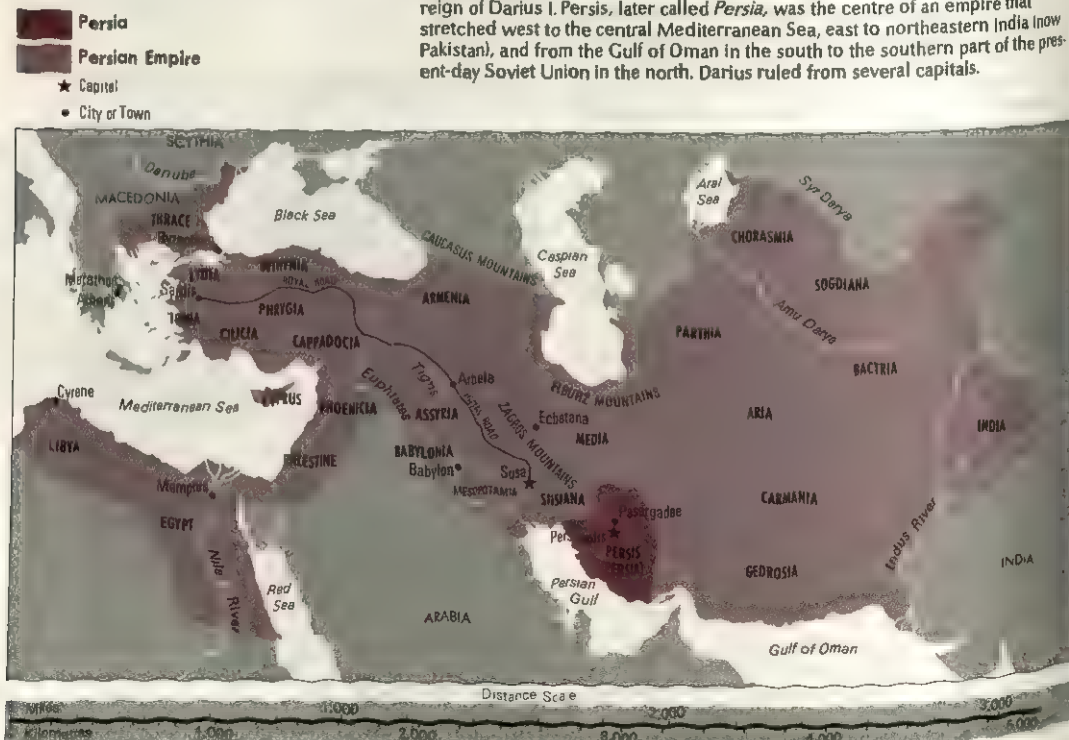 reign of Darius I. Persis, later called Persia, was the centre of an empire that
stretched west to the central Mediterranean Sea, east to northeastern India (now
Pakistan), and from the Gulf of Oman in the south to the southern part of the pres-
ent-day Soviet Union in the north. Darius ruled from several capitals.
Persia
Persian Empire
Capital
City or Town
SCYTHIA
Danube
MACEDONIA
THRACE
Black Sea
CAUCASUS MOUNTAINS
Caspian
Sea
Aral
Sea
Syr Darya
CHORASMIA
SOGDIANA
Amu Darya
PARTHIA
BACTRIA
Marathon
Athens
LYDIA
Sardis
IONIA
BITHYNIA
ROYAL ROAD
PHRYGIA
ARMENIA
CILICIA
CAPPADOCIA
Cyrene
Mediterranean Sea
CYPRUS
PHOENICIA
Euphrates
Tigris
ASSYRIA
Arbela
ROYAL ROAD
ZAGROS MOUNTAINS
ELBURZ MOUNTAINS
Ecbatana
MEDIA
ARIA
INDIA
LIBYA
PALESTINE
BABYLONIA
Babylon
MESOPOTAMIA
Susa
SUSIANA
Memphis
EGYPT
Nile
River
Red
Sea
ARABIA
Pasargadae
PERSIS
(PERSIA)
Persian
Gulf
CARMANIA
GEDROSIA
Indus River
INDIA
Gulf of Oman
Distance Scale
Miles 1,000 2,000 3,000
Kilometres 1,000 2,000 3,000 4,000 5,000